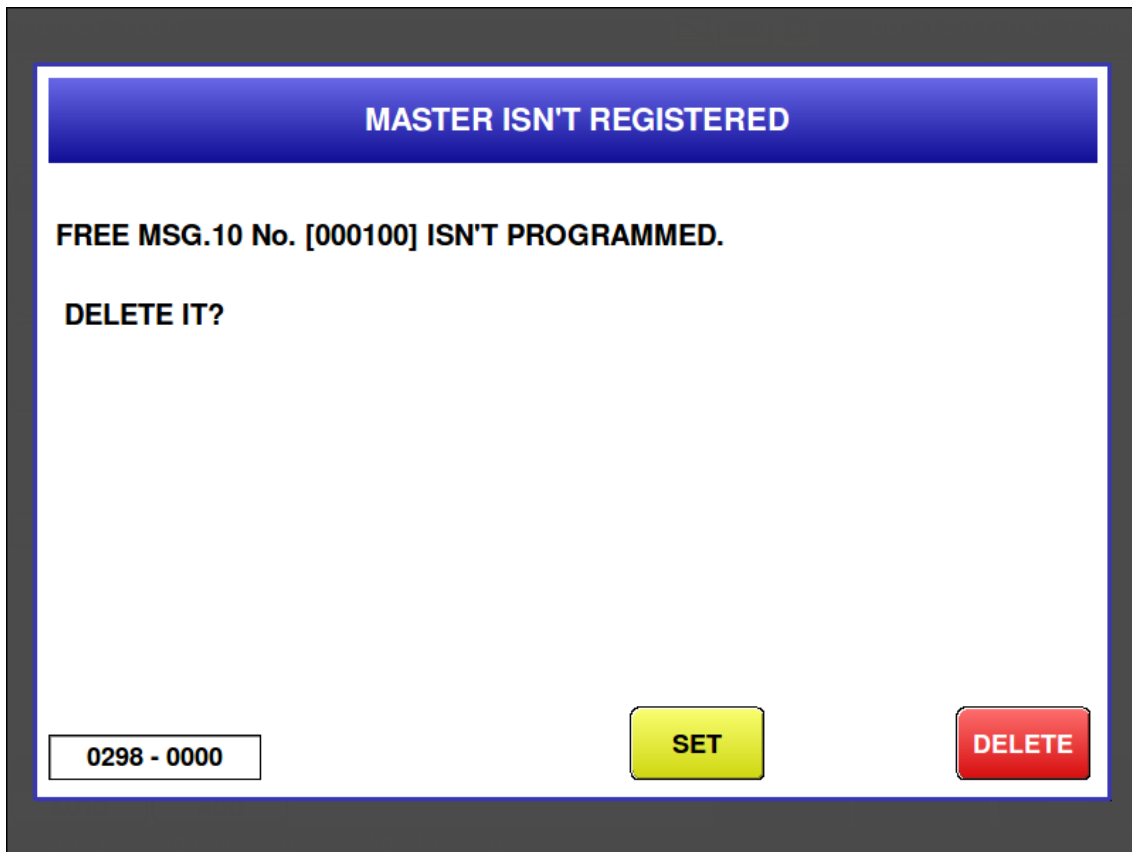 MASTER ISN'T REGISTERED
FREE MSG.10 No. [000100] ISN'T PROGRAMMED.
DELETE IT?
0298 - 0000
SET
DELETE